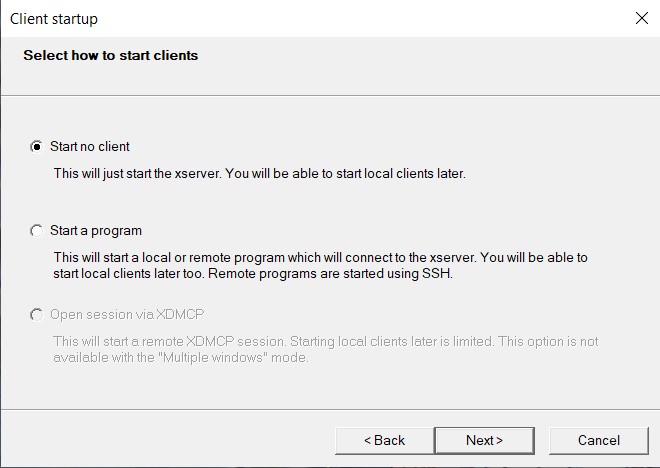 Client startup
Select how to start clients
Start no client
This will just start the xserver. You will be able to start local clients later.
Start a program
This will start a local or remote program which will connect to the xserver. You will be able to
start local clients later too. Remote programs are started using SSH.
Open session via XDMCP
This will start a remote XDMCP session. Starting local clients later is limited. This option is not
available with the "Multiple windows" mode.
< Back Next > Cancel